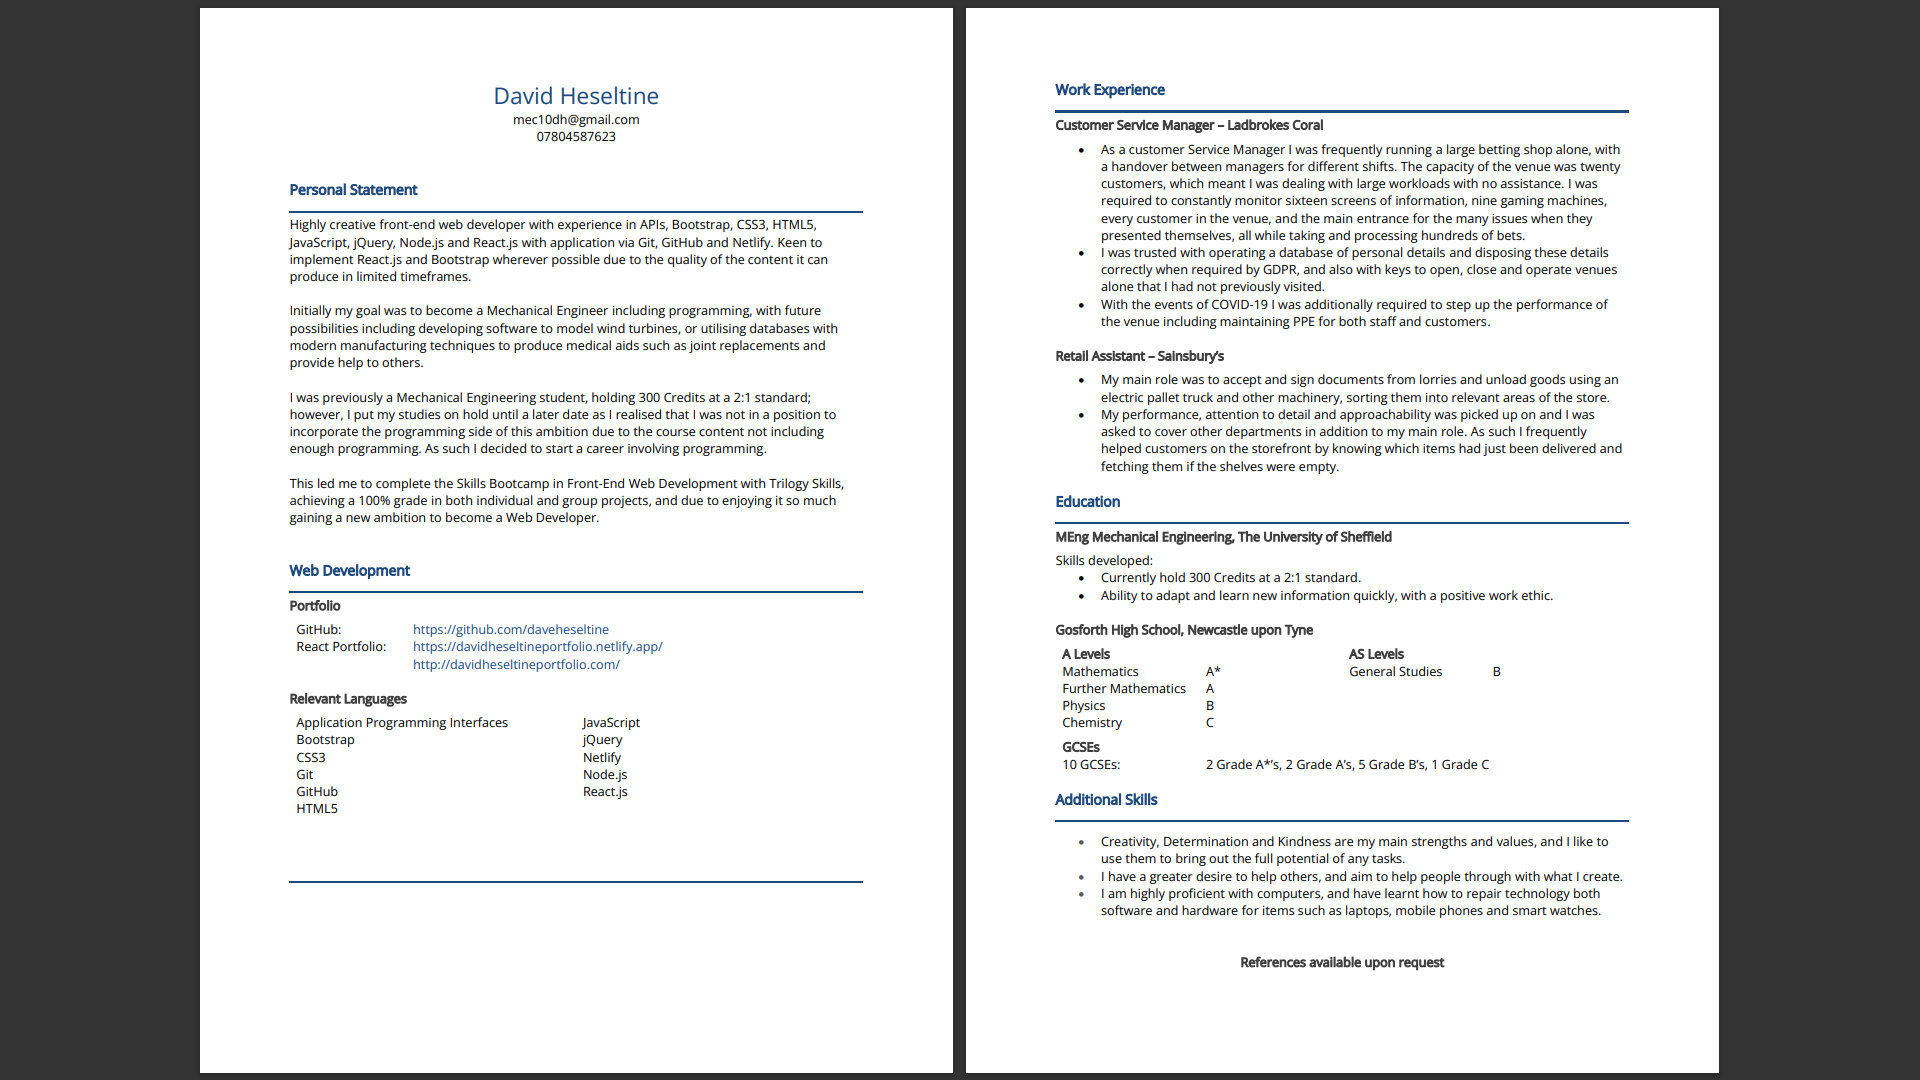 David Heseltine
mec10dh@gmail.com
07804587623
Personal Statement
Highly creative front-end web developer with experience in APIs, Bootstrap, CSS3, HTML5,
JavaScript, jQuery, Node.js and React.js with application via Git, GitHub and Netlify. Keen to
implement React.js and Bootstrap wherever possible due to the quality of the content it can
produce in limited timeframes.
Initially my goal was to become a Mechanical Engineer including programming, with future
possibilities including developing software to model wind turbines, or utilising databases with
modern manufacturing techniques to produce medical aids such as joint replacements and
provide help to others.
I was previously a Mechanical Engineering student, holding 300 Credits at a 2:1 standard;
however, I put my studies on hold until a later date as I realised that I was not in a position to
incorporate the programming side of this ambition due to the course content not including
enough programming. As such I decided to start a career involving programming.
This led me to complete the Skills Bootcamp in Front-End Web Development with Trilogy Skills,
achieving a 100% grade in both individual and group projects, and due to enjoying it so much
gaining a new ambition to become a Web Developer.
Web Development
Portfolio
GitHub: https://github.com/daveheseltine
React Portfolio: https://davidheseltineportfolio.netlify.app/
http://davidheseltineportfolio.com/
Relevant Languages
Application Programming Interfaces JavaScript
Bootstrap jQuery
CSS3 Netlify
Git Node.js
GitHub React.js
HTML5
Work Experience
Customer Service Manager – Ladbrokes Coral
• As a customer Service Manager I was frequently running a large betting shop alone, with
a handover between managers for different shifts. The capacity of the venue was twenty
customers, which meant I was dealing with large workloads with no assistance. I was
required to constantly monitor sixteen screens of information, nine gaming machines,
every customer in the venue, and the main entrance for the many issues when they
presented themselves, all while taking and processing hundreds of bets.
• I was trusted with operating a database of personal details and disposing these details
correctly when required by GDPR, and also with keys to open, close and operate venues
alone that I had not previously visited.
• With the events of COVID-19 I was additionally required to step up the performance of
the venue including maintaining PPE for both staff and customers.
Retail Assistant – Sainsbury’s
• My main role was to accept and sign documents from lorries and unload goods using an
electric pallet truck and other machinery, sorting them into relevant areas of the store.
• My performance, attention to detail and approachability was picked up on and I was
asked to cover other departments in addition to my main role. As such I frequently
helped customers on the storefront by knowing which items had just been delivered and
fetching them if the shelves were empty.
Education
MEng Mechanical Engineering, The University of Sheffield
Skills developed:
• Currently hold 300 Credits at a 2:1 standard.
• Ability to adapt and learn new information quickly, with a positive work ethic.
Gosforth High School, Newcastle upon Tyne
A Levels AS Levels
Mathematics A* General Studies B
Further Mathematics A
Physics B
Chemistry C
GCSEs
10 GCSEs: 2 Grade A*’s, 2 Grade A’s, 5 Grade B’s, 1 Grade C
Additional Skills
• Creativity, Determination and Kindness are my main strengths and values, and I like to
use them to bring out the full potential of any tasks.
• I have a greater desire to help others, and aim to help people through with what I create.
• I am highly proficient with computers, and have learnt how to repair technology both
software and hardware for items such as laptops, mobile phones and smart watches.
References available upon request